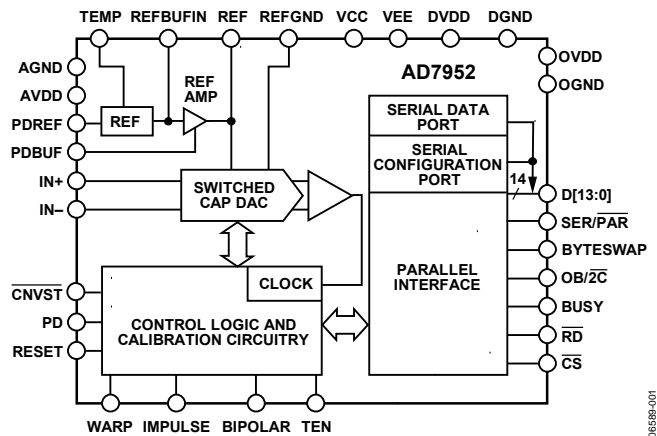 TEMP REFBUFIN REF REFGND VCC VEE DVDD DGND
AGND
AVDD
PDREF
PDBUF
IN+
IN–
CNVST
PD
RESET
REF
REF
AMP
SWITCHED
CAP DAC
CLOCK
CONTROL LOGIC AND
CALIBRATION CIRCUITRY
AD7952
SERIAL DATA
PORT
SERIAL
CONFIGURATION
PORT
14
PARALLEL
INTERFACE
OVDD
OGND
D[13:0]
SER/PAR
BYTESWAP
OB/2C
BUSY
RD
CS
WARP IMPULSE BIPOLAR TEN
06589-001